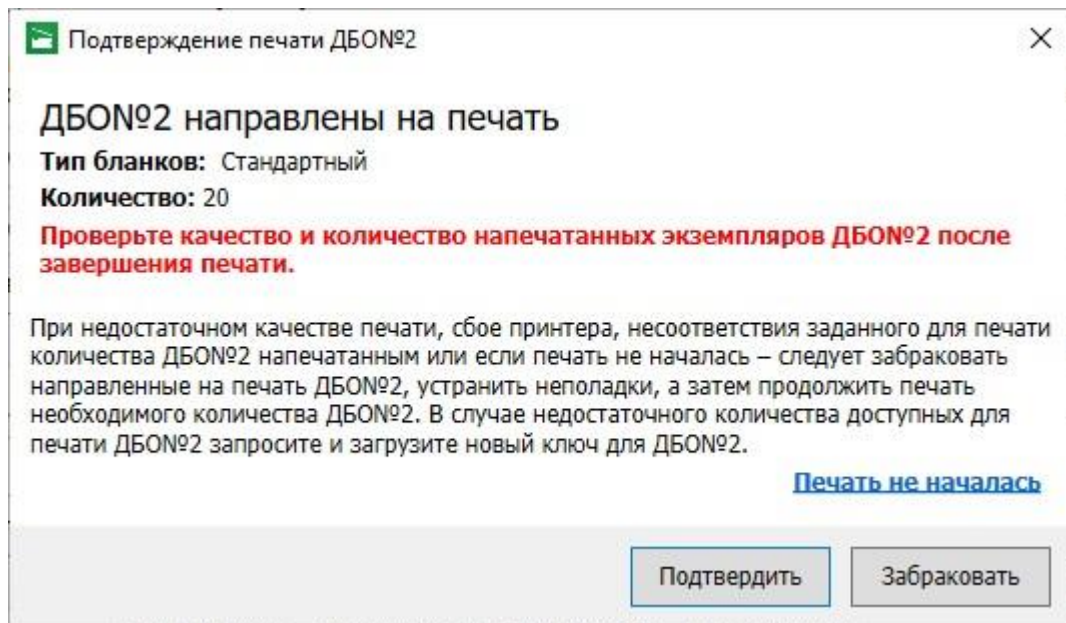 Подтверждение печати ДБО№2
ДБО№2 направлены на печать
Тип бланков: Стандартный
Количество: 20
Проверьте качество и количество напечатанных экземпляров ДБО№2 после
завершения печати.
При недостаточном качестве печати, сбое принтера, несоответствия заданного для печати
количества ДБО№2 напечатанным или если печать не началась – следует забраковать
направленные на печать ДБО№2, устранить неполадки, а затем продолжить печать
необходимого количества ДБО№2. В случае недостаточного количества доступных для
печати ДБО№2 запросите и загрузите новый ключ для ДБО№2.
Печать не началась
Подтвердить Забраковать